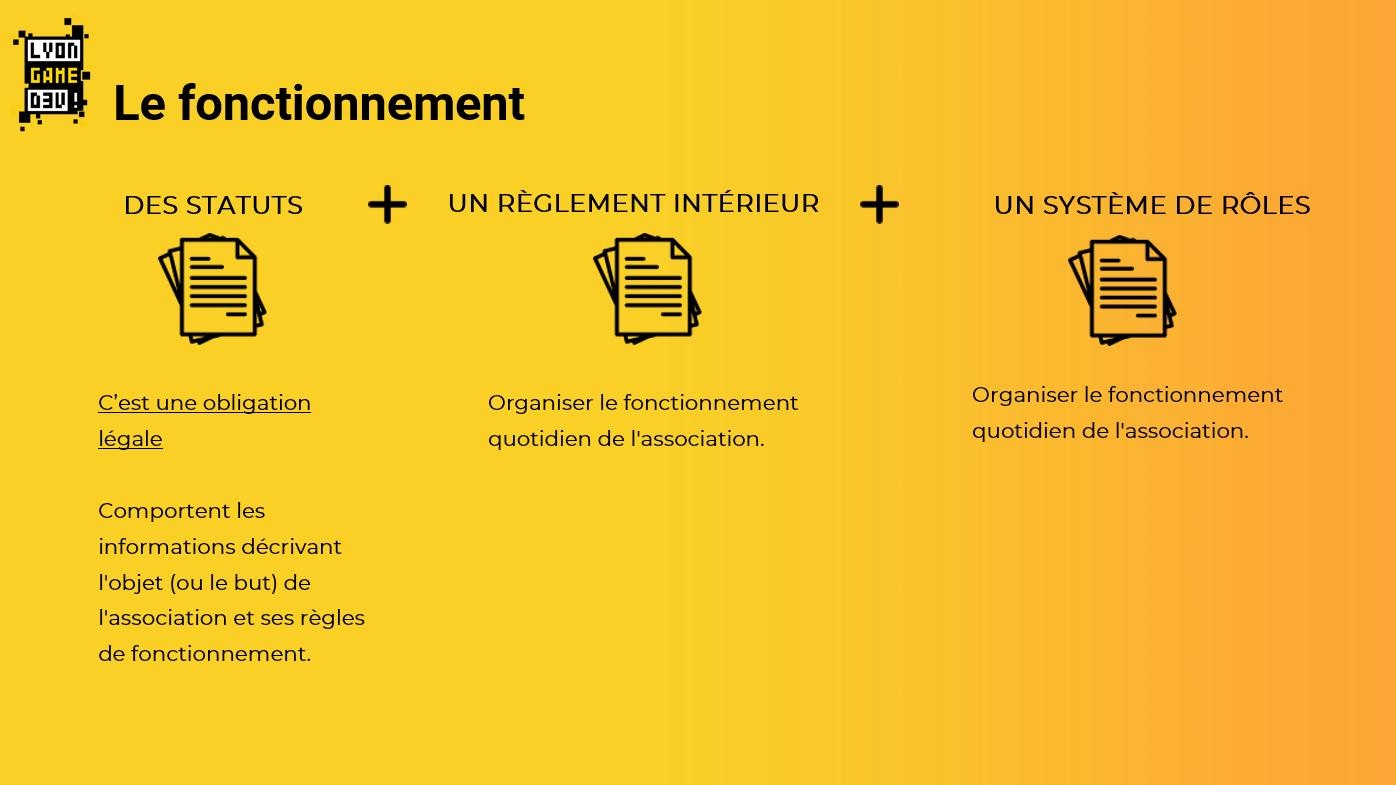 LYON
GAME
D3V!
Le fonctionnement
DES STATUTS
UN RÈGLEMENT INTÉRIEUR
UN SYSTÈME DE RÔLES
C’est une obligation
légale
Comportent les
informations décrivant
l'objet (ou le but) de
l'association et ses règles
de fonctionnement.
Organiser le fonctionnement
quotidien de l'association.
Organiser le fonctionnement
quotidien de l'association.